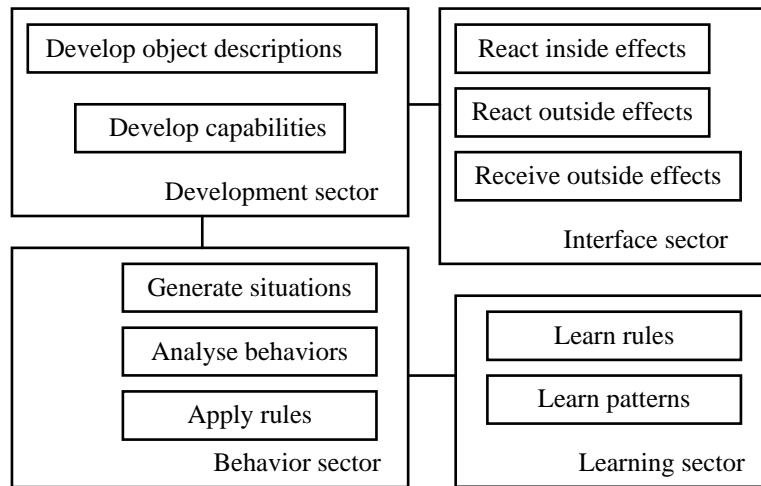 Develop object descriptions
Develop capabilities
Development sector
React inside effects
React outside effects
Receive outside effects
Interface sector
Generate situations
Analyse behaviors
Apply rules
Behavior sector
Learn rules
Learn patterns
Learning sector